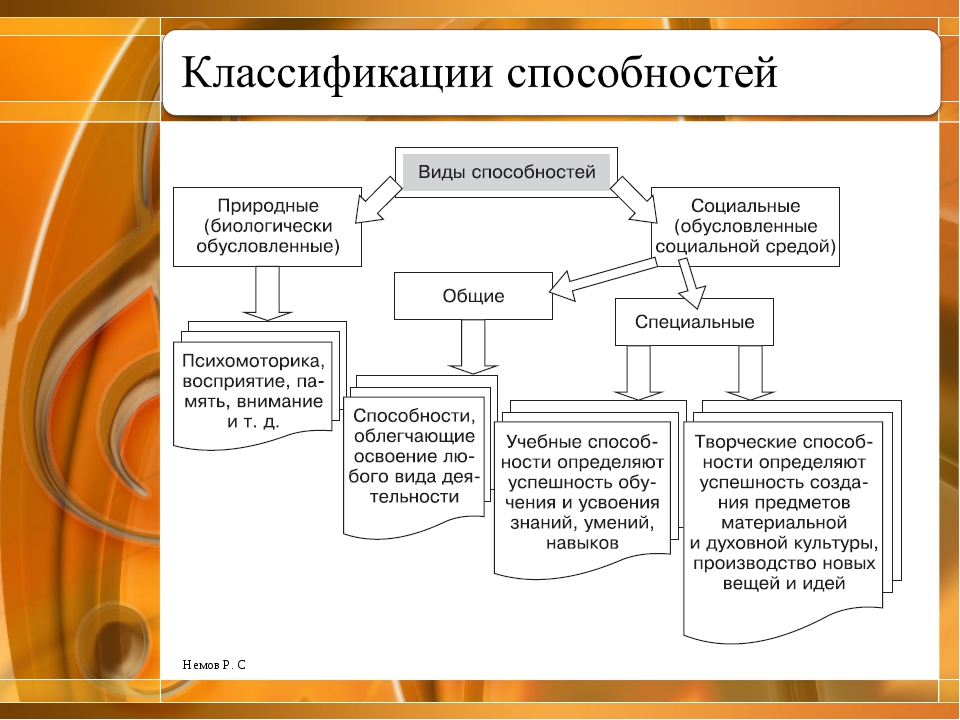 Классификации способностей
Виды способностей
Природные
(биологически
обусловленные)
Социальные
(обусловленные
социальной средой)
Общие
Специальные
Психомоторика,
восприятие, па-
мять, внимание
и т. д.
Способности,
облегчающие
освоение лю-
бого вида дея-
тельности
Учебные способ-
ности определяют
успешность обу-
чения и усвоения
знаний, умений,
навыков
Творческие способ-
ности определяют
успешность созда-
ния предметов
материальной
и духовной культуры,
производство новых
вещей и идей
Немов Р. С